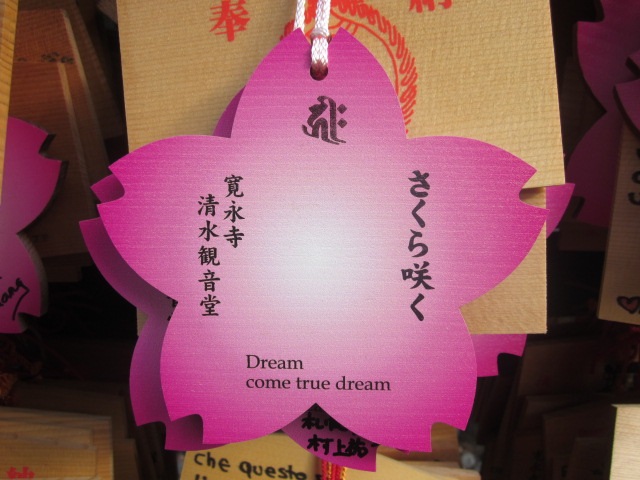 奉
納
𑖮𑖿𑖨𑖱𑖾
さくら咲く
寛永寺
清水観音堂
Dream
come true dream
村上
che questo